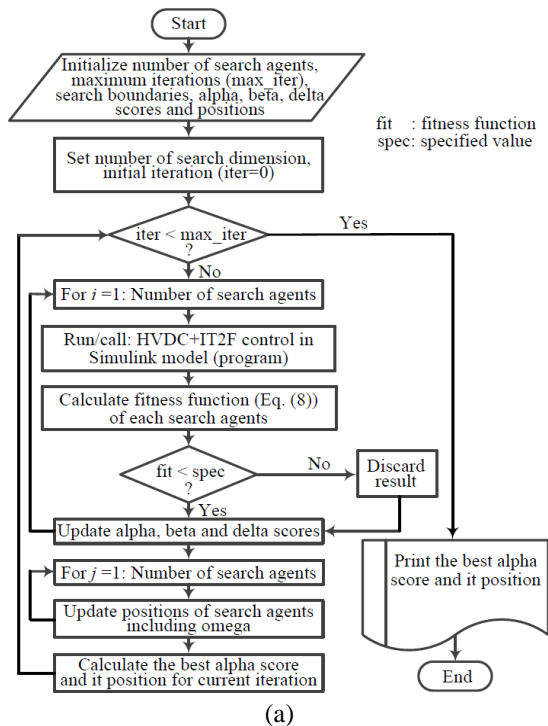 Start
Initialize number of search agents,
maximum iterations (max_iter),
search boundaries, alpha, beta, delta
scores and positions
fit : fitness function
spec: specified value
Set number of search dimension,
initial iteration (iter=0)
iter < max_iter
?
Yes
No
For i =1: Number of search agents
Run/call: HVDC+IT2F control in
Simulink model (program)
Calculate fitness function (Eq. (8))
of each search agents
fit < spec
?
No
Discard
result
Yes
Update alpha, beta and delta scores
For j =1: Number of search agents
Update positions of search agents
including omega
Calculate the best alpha score
and it position for current iteration
Print the best alpha
score and it position
End
(a)